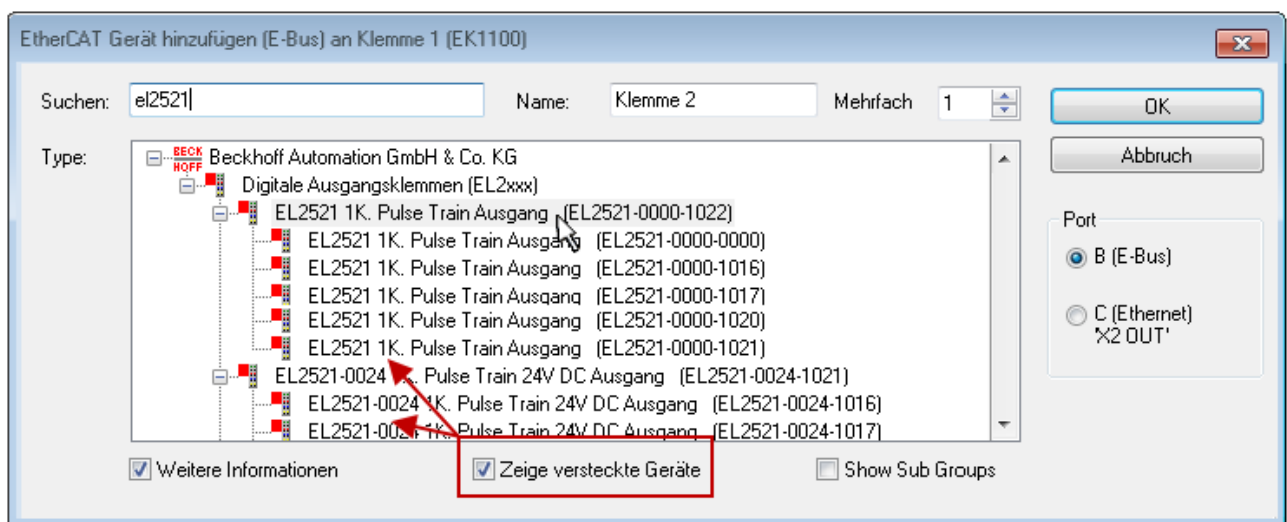 EtherCAT Gerät hinzufügen (E-Bus) an Klemme 1 (EK1100)
Suchen: el2521 Name: Klemme 2 Mehrfach 1 OK
Abbruch
Type: BECKHOFF Beckhoff Automation GmbH & Co. KG
Digitale Ausgangsklemmen (EL2xxx)
EL2521 1K. Pulse Train Ausgang (EL2521-0000-1022)
EL2521 1K. Pulse Train Ausgang (EL2521-0000-0000)
EL2521 1K. Pulse Train Ausgang (EL2521-0000-1016)
EL2521 1K. Pulse Train Ausgang (EL2521-0000-1017)
EL2521 1K. Pulse Train Ausgang (EL2521-0000-1020)
EL2521 1K. Pulse Train Ausgang (EL2521-0000-1021)
EL2521-0024 1K. Pulse Train 24V DC Ausgang (EL2521-0024-1021)
EL2521-0024 1K. Pulse Train 24V DC Ausgang (EL2521-0024-1016)
EL2521-0024 1K. Pulse Train 24V DC Ausgang (EL2521-0024-1017)
Port
B (E-Bus)
C (Ethernet)
'X2 OUT'
Weitere Informationen Zeige versteckte Geräte Show Sub Groups